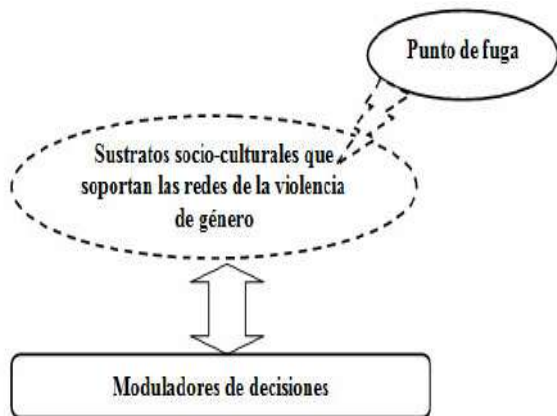 Punto de fuga
Sustratos socio-culturales que
soportan las redes de la violencia
de género
Moduladores de decisiones